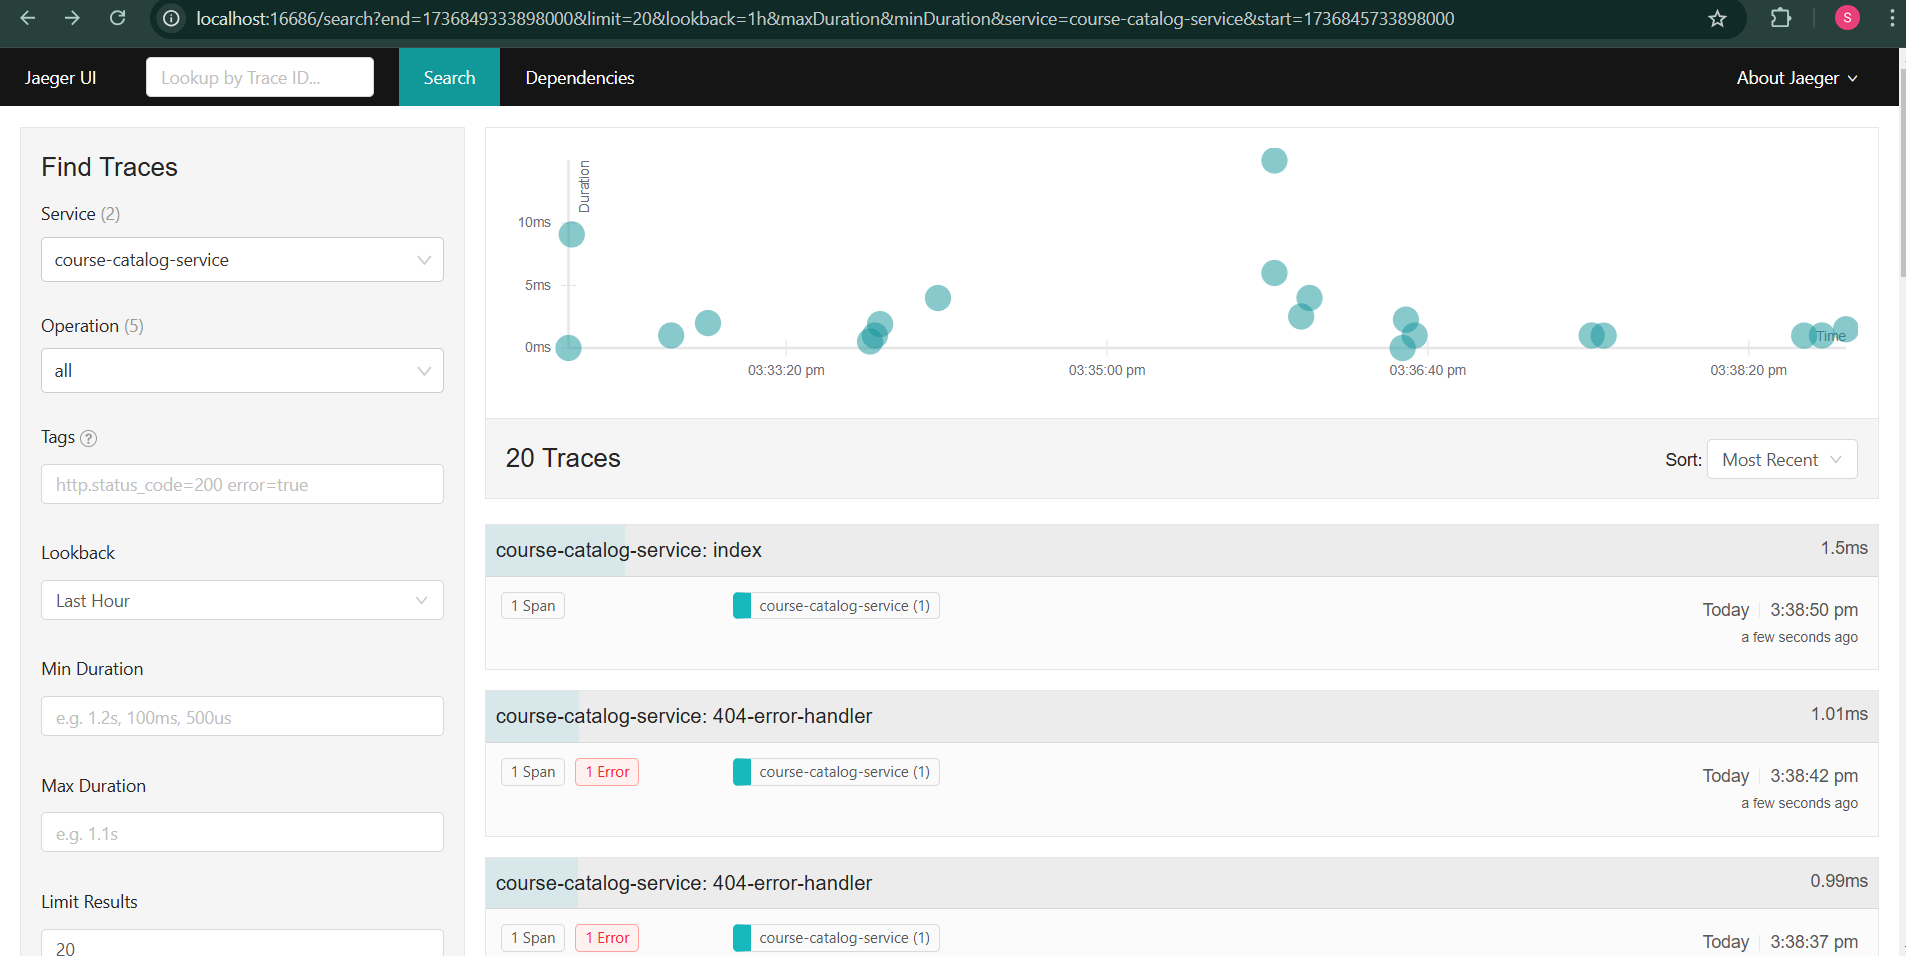 localhost:16686/search?end=1736849333898000&limit=20&lookback=1h&maxDuration&minDuration&service=course-catalog-service&start=1736845733898000
S
Jaeger UI
Lookup by Trace ID...
Search
Dependencies
About Jaeger
Find Traces
Service (2)
course-catalog-service
Operation (5)
all
Tags ?
http.status_code=200 error=true
Lookback
Last Hour
Min Duration
e.g. 1.2s, 100ms, 500us
Max Duration
e.g. 1.1s
Limit Results
20
Duration
10ms
5ms
0ms
Time
03:33:20 pm
03:35:00 pm
03:36:40 pm
03:38:20 pm
20 Traces
Sort: Most Recent
course-catalog-service: index
1.5ms
1 Span
course-catalog-service (1)
Today 3:38:50 pm
a few seconds ago
course-catalog-service: 404-error-handler
1.01ms
1 Span
1 Error
course-catalog-service (1)
Today 3:38:42 pm
a few seconds ago
course-catalog-service: 404-error-handler
0.99ms
1 Span
1 Error
course-catalog-service (1)
Today 3:38:37 pm